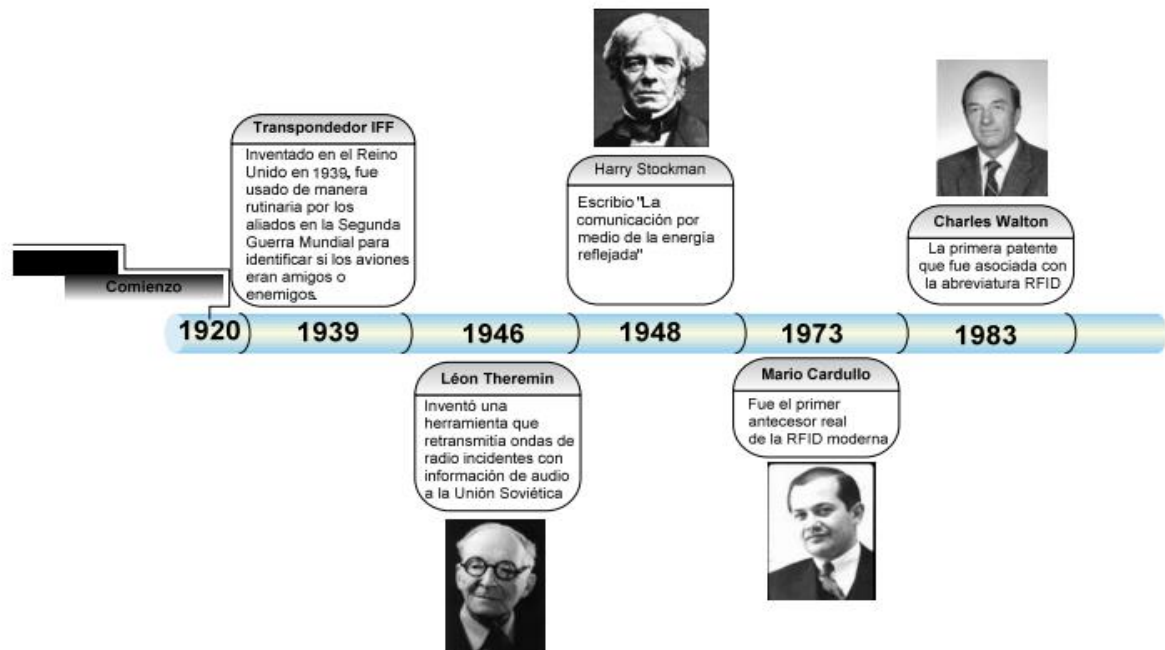 Comienzo
1920
Transpondedor IFF
Inventado en el Reino
Unido en 1939, fue
usado de manera
rutinaria por los
aliados en la Segunda
Guerra Mundial para
identificar si los aviones
eran amigos o
enemigos.
1939
1946
Léon Theremin
Inventó una
herramienta que
retransmitía ondas de
radio incidentes con
información de audio
a la Unión Soviética
Harry Stockman
Escribio "La
comunicación por
medio de la energía
reflejada"
1948
1973
Mario Cardullo
Fue el primer
antecesor real
de la RFID moderna
Charles Walton
La primera patente
que fue asociada con
la abreviatura RFID
1983